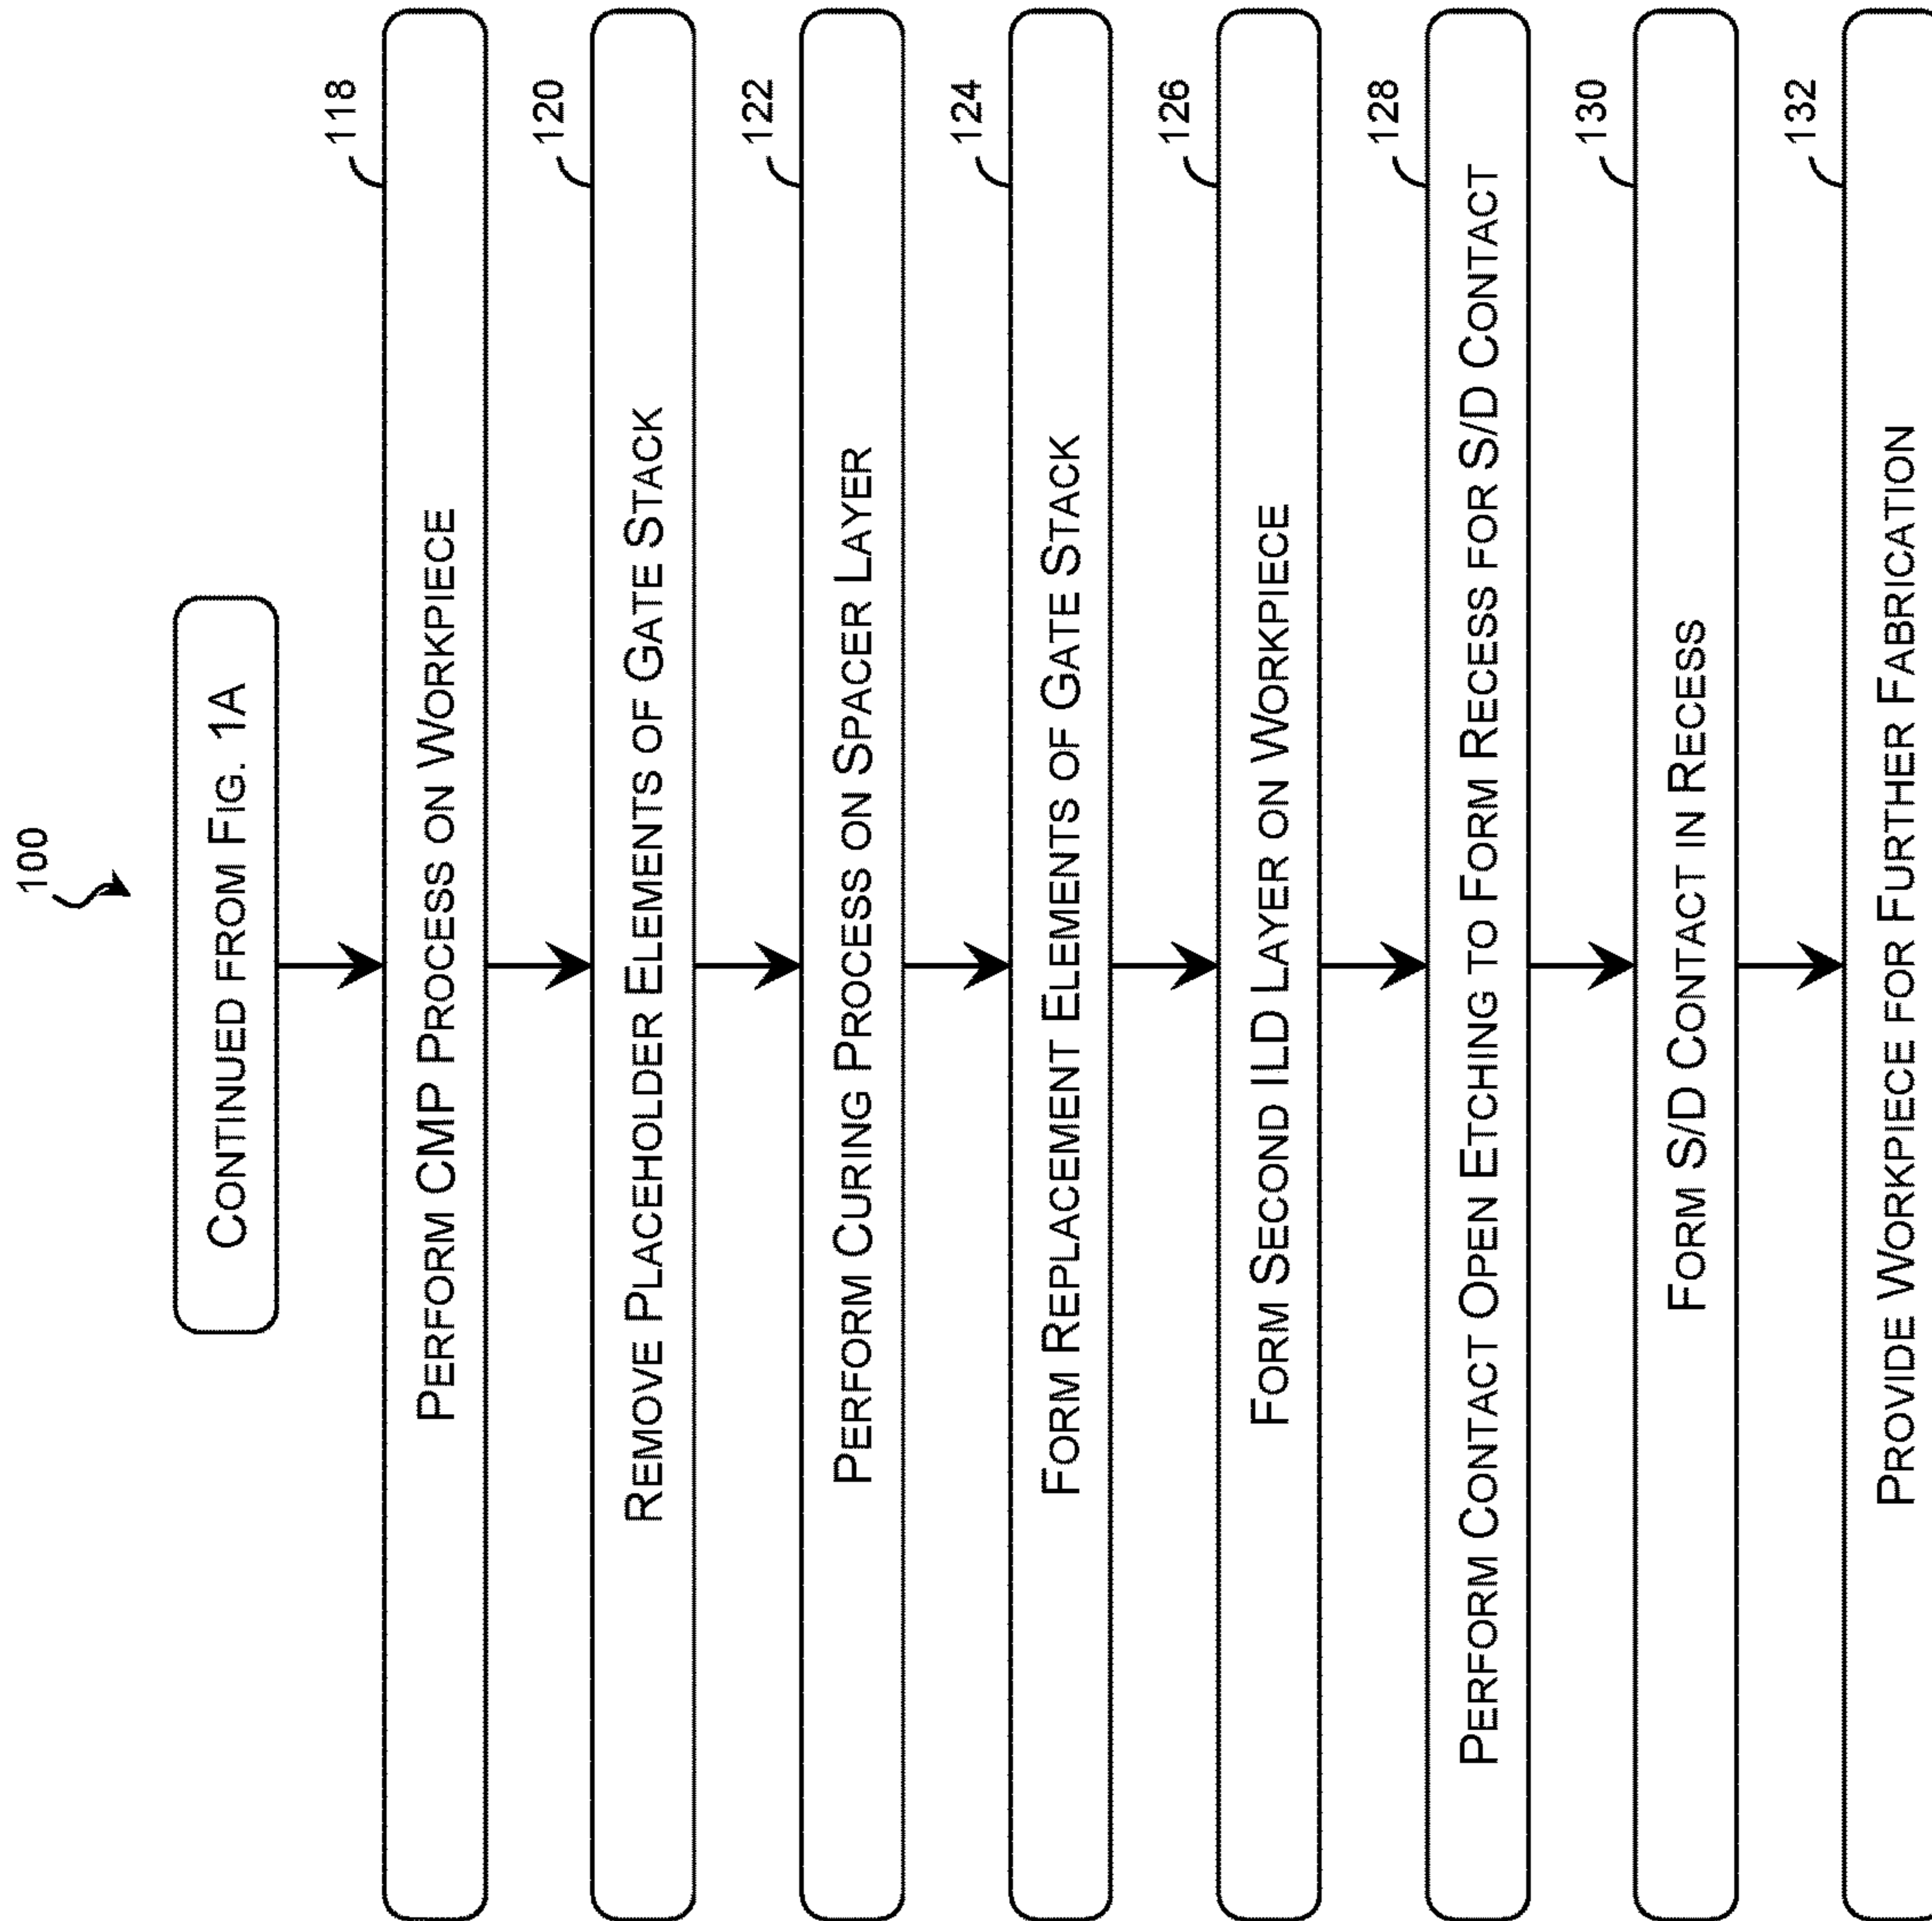 100
CONTINUED FROM FIG. 1A
118
PERFORM CMP PROCESS ON WORKPIECE
120
REMOVE PLACEHOLDER ELEMENTS OF GATE STACK
122
PERFORM CURING PROCESS ON SPACER LAYER
124
FORM REPLACEMENT ELEMENTS OF GATE STACK
126
FORM SECOND ILD LAYER ON WORKPIECE
128
PERFORM CONTACT OPEN ETCHING TO FORM RECESS FOR S/D CONTACT
130
FORM S/D CONTACT IN RECESS
132
PROVIDE WORKPIECE FOR FURTHER FABRICATION